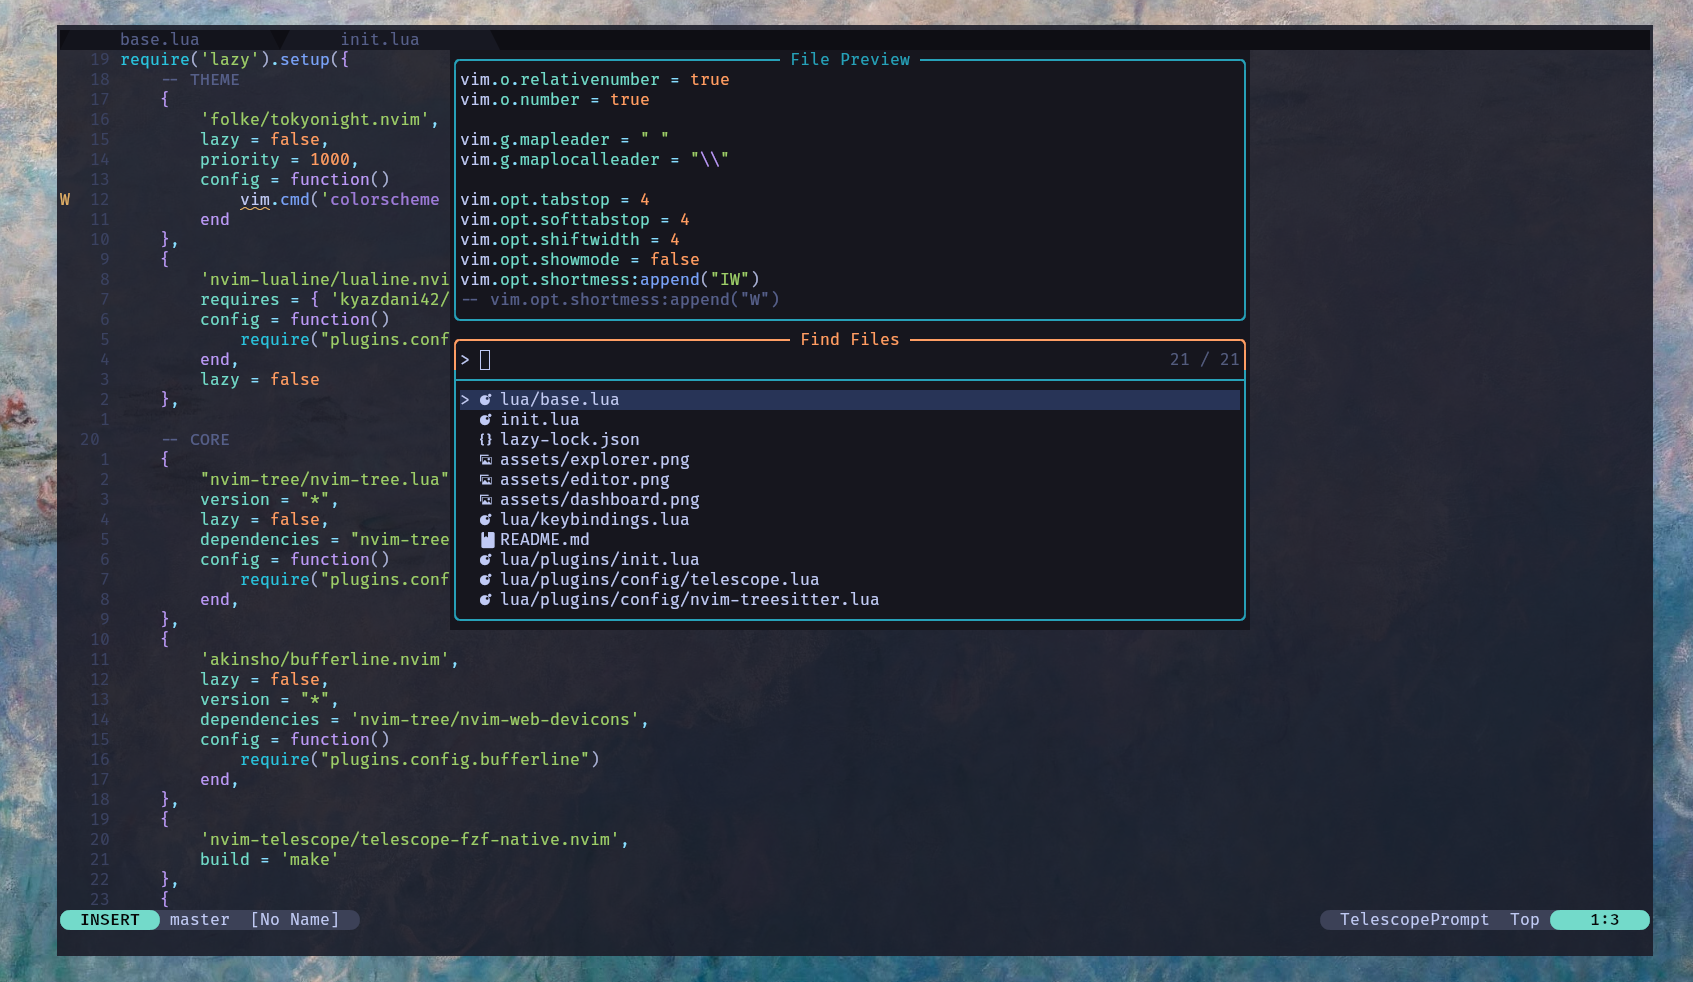 base.lua init.lua
19 require('lazy').setup({
18 -- THEME
17 {
16 'folke/tokyonight.nvim',
15 lazy = false,
14 priority = 1000,
13 config = function()
W 12 vim.cmd('colorscheme
11 end
10 },
9 {
8 'nvim-lualine/lualine.nvi
7 requires = { 'kyazdani42/
6 config = function()
5 require("plugins.conf
4 end,
3 lazy = false
2 },
1
20 -- CORE
1 {
2 "nvim-tree/nvim-tree.lua"
3 version = "*",
4 lazy = false,
5 dependencies = "nvim-tree
6 config = function()
7 require("plugins.conf
8 end,
9 },
10 {
11 'akinsho/bufferline.nvim',
12 lazy = false,
13 version = "*",
14 dependencies = 'nvim-tree/nvim-web-devicons',
15 config = function()
16 require("plugins.config.bufferline")
17 end,
18 },
19 {
20 'nvim-telescope/telescope-fzf-native.nvim',
21 build = 'make'
22 },
23 {
File Preview
vim.o.relativenumber = true
vim.o.number = true
vim.g.mapleader = " "
vim.g.maplocalleader = "\\"
vim.opt.tabstop = 4
vim.opt.softtabstop = 4
vim.opt.shiftwidth = 4
vim.opt.showmode = false
vim.opt.shortmess:append("IW")
-- vim.opt.shortmess:append("W")
Find Files
> 21 / 21
> lua/base.lua
init.lua
{} lazy-lock.json
assets/explorer.png
assets/editor.png
assets/dashboard.png
lua/keybindings.lua
README.md
lua/plugins/init.lua
lua/plugins/config/telescope.lua
lua/plugins/config/nvim-treesitter.lua
INSERT master [No Name] TelescopePrompt Top 1:3